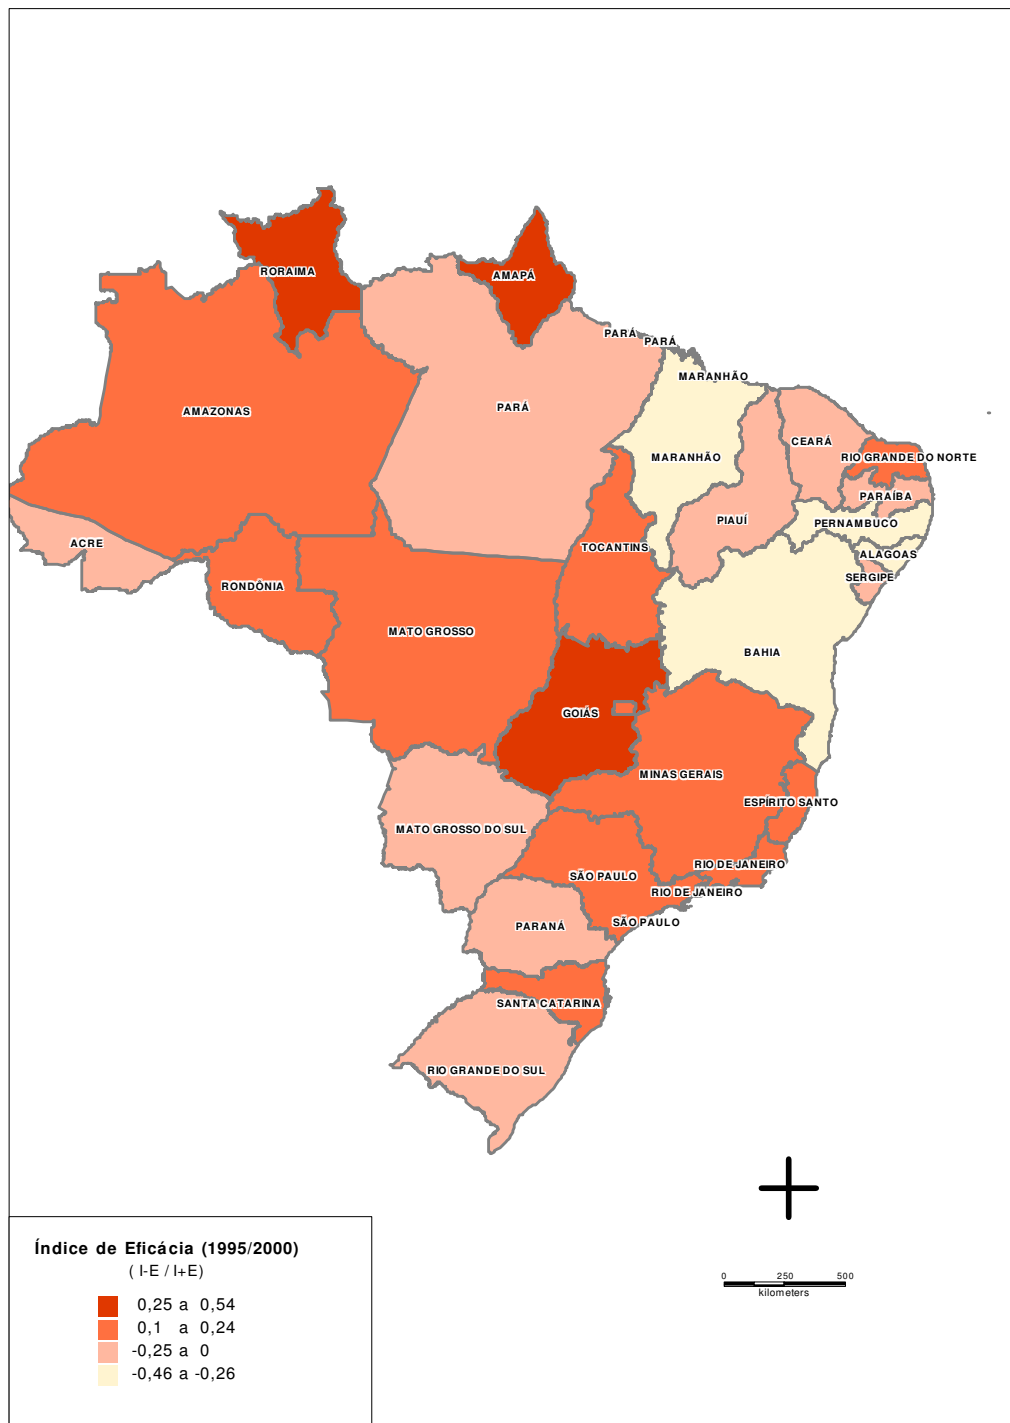 RORAIMA
AMAPÁ
PARÁ
PARÁ
MARANHÃO
AMAZONAS
PARÁ
CEARÁ
MARANHÃO
RIO GRANDE DO NORTE
PARAÍBA
PIAUÍ
PERNAMBUCO
ACRE
TOCANTINS
ALAGOAS
SERGIPE
RONDÔNIA
MATO GROSSO
BAHIA
GOIÁS
MINAS GERAIS
ESPÍRITO SANTO
MATO GROSSO DO SUL
RIO DE JANEIRO
SÃO PAULO
RIO DE JANEIRO
SÃO PAULO
PARANÁ
SANTA CATARINA
RIO GRANDE DO SUL
Índice de Eficácia (1995/2000)
( I-E / I+E)
0,25 a 0,54
0,1 a 0,24
-0,25 a 0
-0,46 a -0,26
0 250 500
kilometers